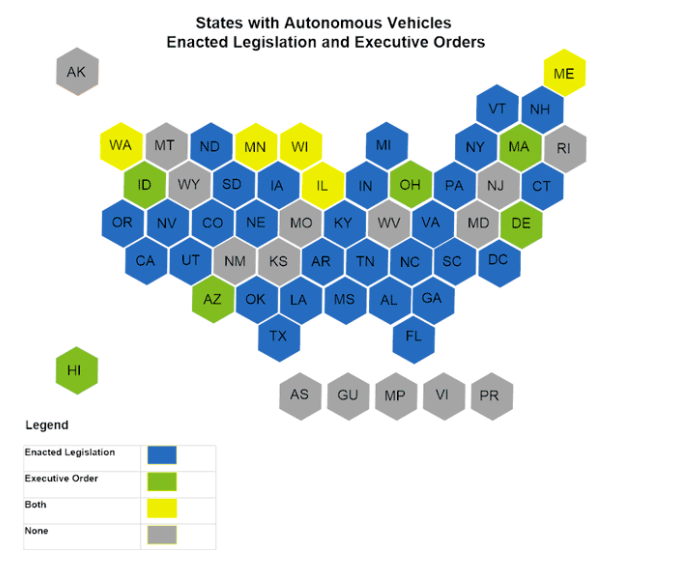 States with Autonomous Vehicles
Enacted Legislation and Executive Orders
AK
ME
VT NH
WA MT ND MN WI MI NY MA RI
ID WY SD IA IL IN OH PA NJ CT
OR NV CO NE MO KY WV VA MD DE
CA UT NM KS AR TN NC SC DC
AZ OK LA MS AL GA
TX FL
HI
AS GU MP VI PR
Legend
Enacted Legislation
Executive Order
Both
None